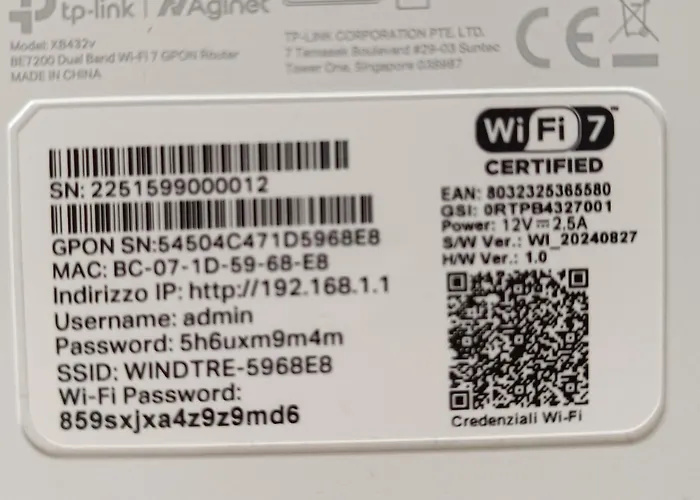 tp-link | Aginet
Model: XB432v
BE7200 Dual Band Wi-Fi 7 GPON Router
MADE IN CHINA
TP-LINK CORPORATION PTE. LTD.
7 Temasek Boulevard #29-03 Suntec
Tower One, Singapore 038987
CE
WiFi 7™
CERTIFIED
SN: 2251599000012
GPON SN:54504C471D5968E8
MAC: BC-07-1D-59-68-E8
Indirizzo IP: http://192.168.1.1
Username: admin
Password: 5h6uxm9m4m
SSID: WINDTRE-5968E8
Wi-Fi Password:
859sxjxa4z9z9md6
EAN: 8032325365580
GSI: 0RTPB4327001
Power: 12V⎓2,5A
S/W Ver.: WI_20240827
H/W Ver.: 1.0
Credenziali Wi-Fi